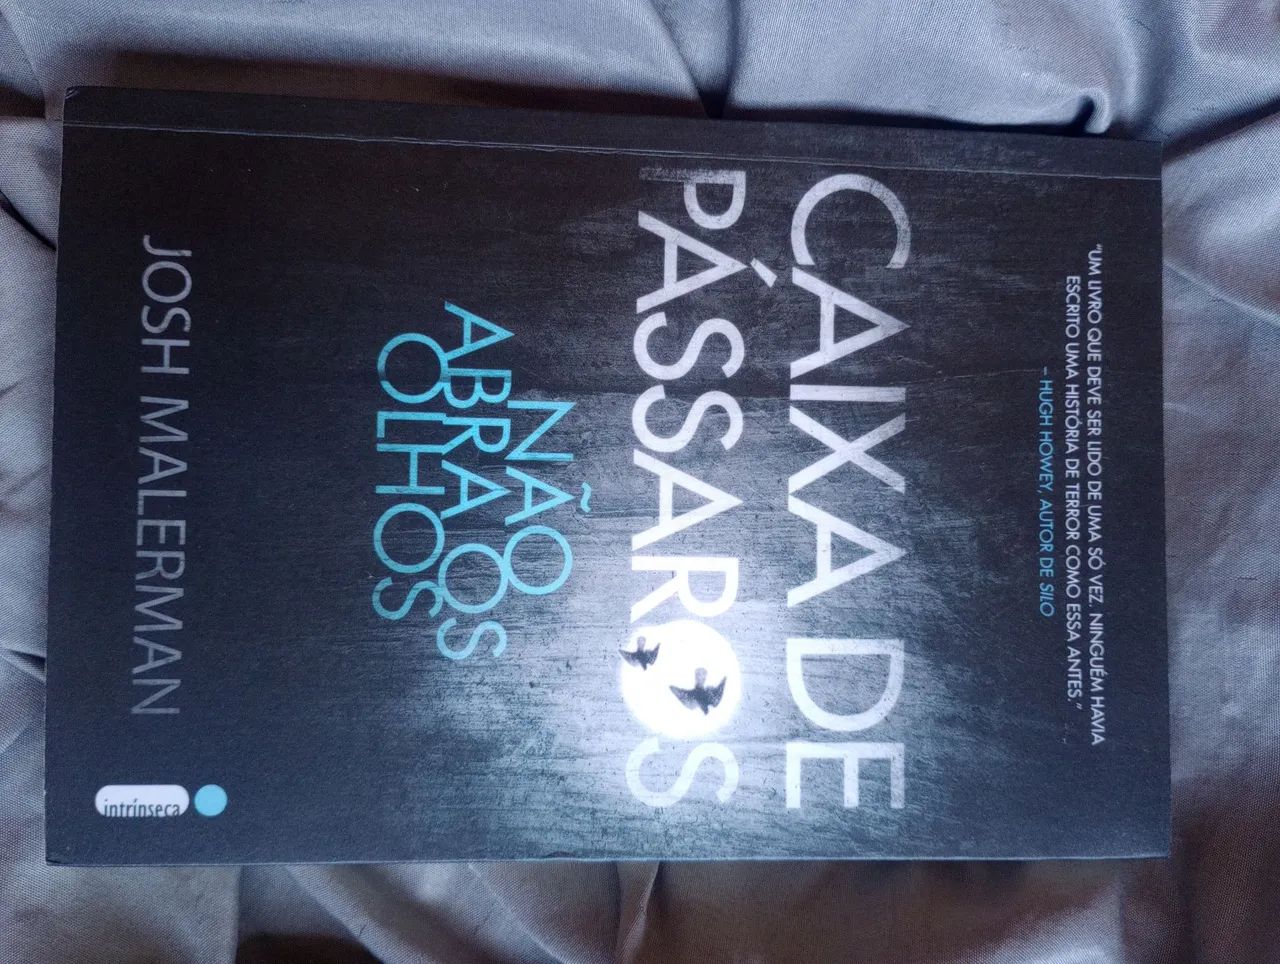 "UM LIVRO QUE DEVE SER LIDO DE UMA SÓ VEZ. NINGUÉM HAVIA
ESCRITO UMA HISTÓRIA DE TERROR COMO ESSA ANTES."
– HUGH HOWEY, AUTOR DE SILO
CAIXA DE
PÁSSAROS
NÃO
ABRA OS
OLHOS
JOSH MALERMAN
intrínseca